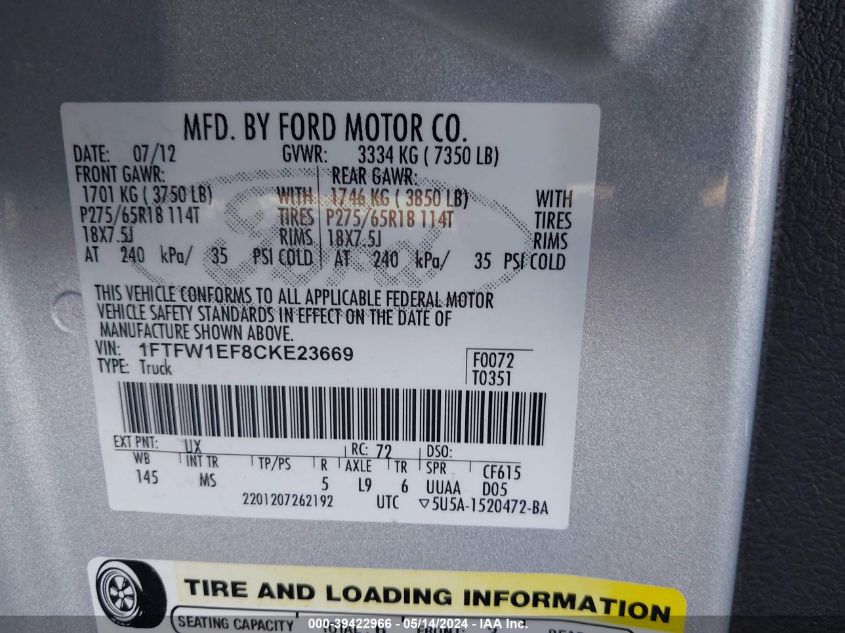 MFD. BY FORD MOTOR CO.
DATE: 07/12 GVWR: 3334 KG ( 7350 LB)
FRONT GAWR: REAR GAWR:
1701 KG ( 3750 LB) WITH 1746 KG ( 3850 LB) WITH
P275/65R18 114T TIRES P275/65R18 114T TIRES
18X7.5J RIMS 18X7.5J RIMS
AT 240 kPa/ 35 PSI COLD AT 240 kPa/ 35 PSI COLD
Ford
THIS VEHICLE CONFORMS TO ALL APPLICABLE FEDERAL MOTOR
VEHICLE SAFETY STANDARDS IN EFFECT ON THE DATE OF
MANUFACTURE SHOWN ABOVE.
VIN: 1FTFW1EF8CKE23669 F0072
TYPE: Truck T0351
EXT PNT: UX RC: 72 DSO:
WB INT TR TP/PS R AXLE TR SPR CF615
145 MS 5 L9 6 UUAA D05
2201207262192 UTC ▽5U5A-1520472-BA
TIRE AND LOADING INFORMATION
SEATING CAPACITY
000-39422966 - 05/14/2024 - IAA Inc.